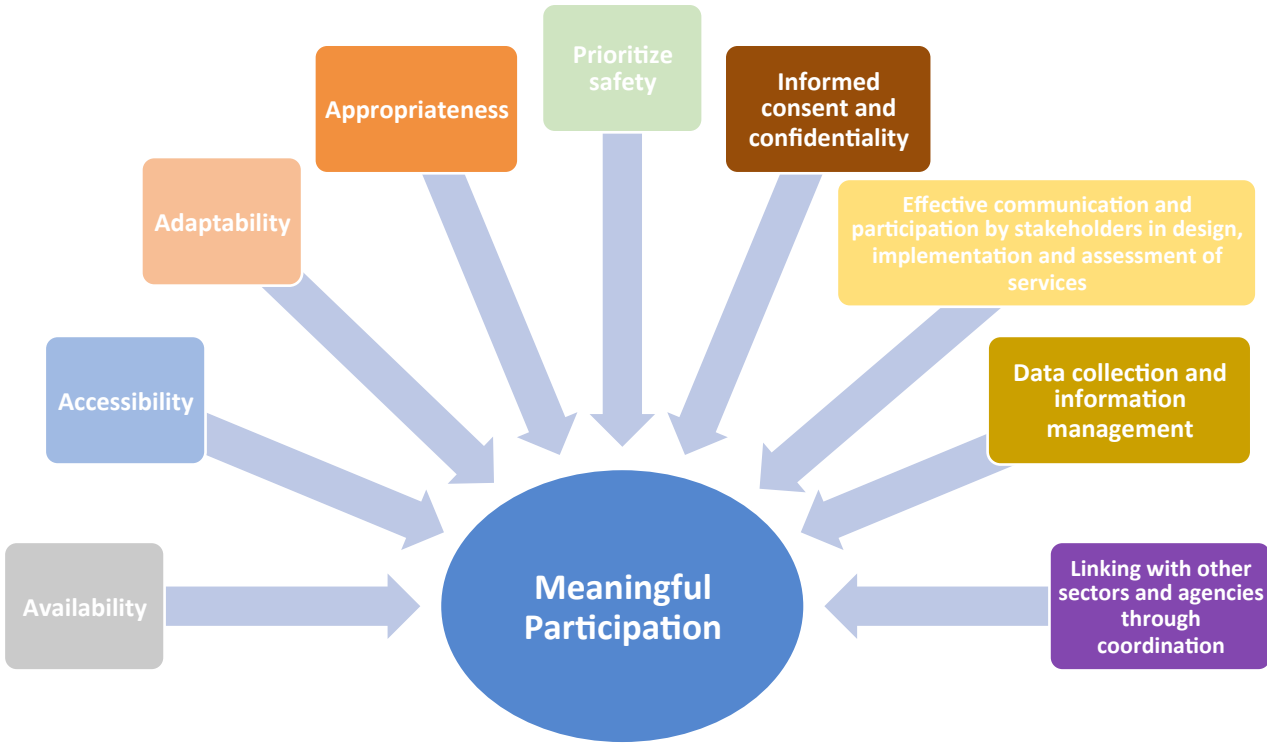 Availability
Accessibility
Adaptability
Appropriateness
Prioritize
safety
Informed
consent and
confidentiality
Effective communication and
participation by stakeholders in design,
implementation and assessment of
services
Data collection and
information
management
Linking with other
sectors and agencies
through
coordination
Meaningful
Participation